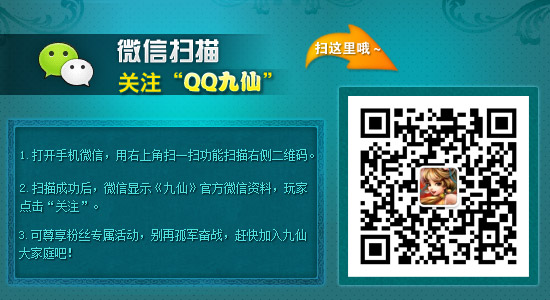 微信扫描
关注“QQ九仙”
扫这里哦~
1.打开手机微信，用右上角扫一扫功能扫描右侧二维码。
2.扫描成功后，微信显示《九仙》官方微信资料，玩家
点击“关注”。
3.可尊享粉丝专属活动，别再孤军奋战，赶快加入九仙
大家庭吧！